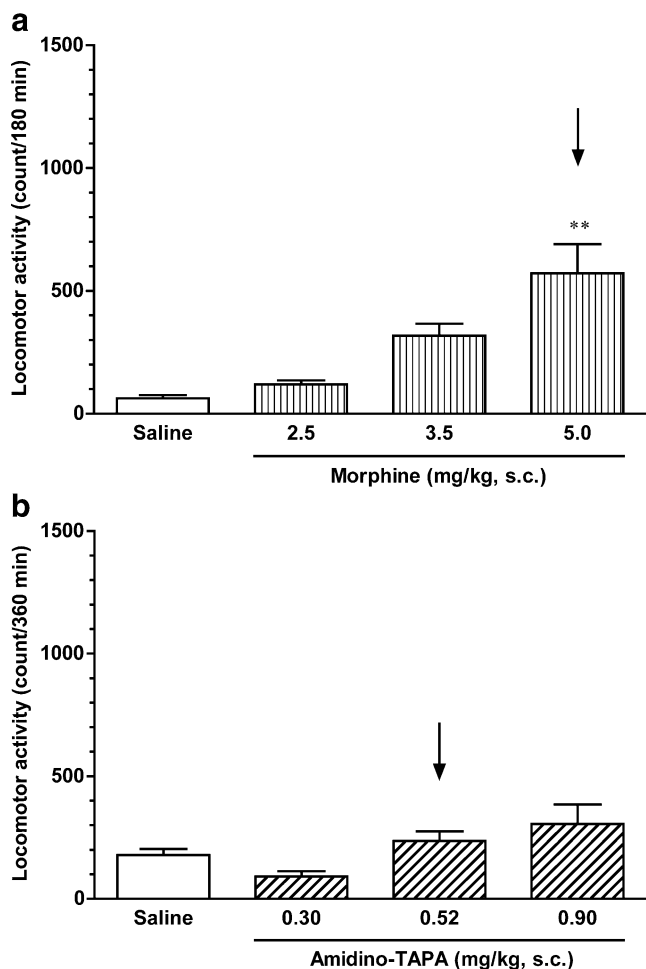 a
Locomotor activity (count/180 min)
1500
1000
500
0
**
Saline 2.5 3.5 5.0
Morphine (mg/kg, s.c.)
b
Locomotor activity (count/360 min)
1500
1000
500
0
Saline 0.30 0.52 0.90
Amidino-TAPA (mg/kg, s.c.)